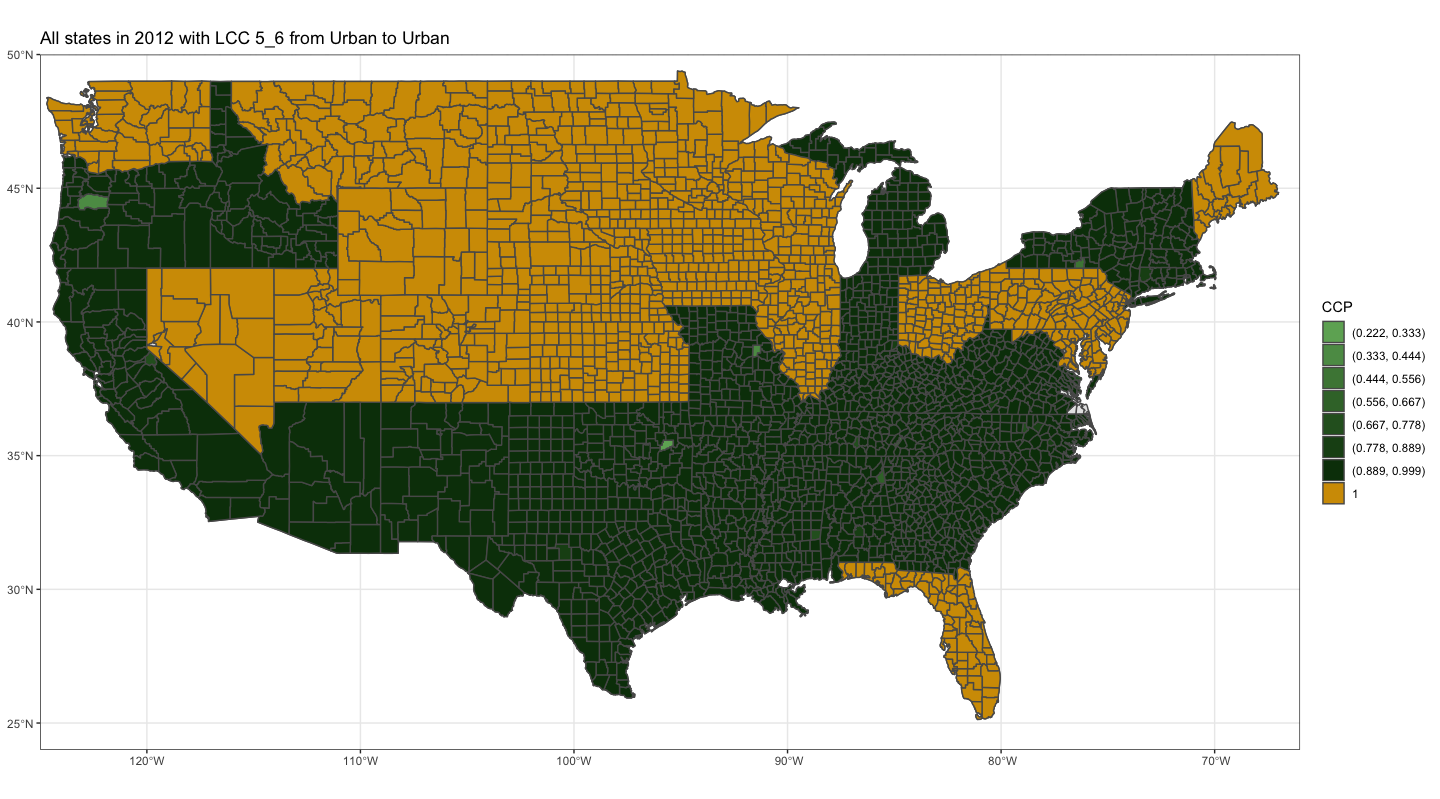 All states in 2012 with LCC 5_6 from Urban to Urban
50°N
45°N
40°N
35°N
30°N
25°N
120°W
110°W
100°W
90°W
80°W
70°W
CCP
(0.222, 0.333)
(0.333, 0.444)
(0.444, 0.556)
(0.556, 0.667)
(0.667, 0.778)
(0.778, 0.889)
(0.889, 0.999)
1